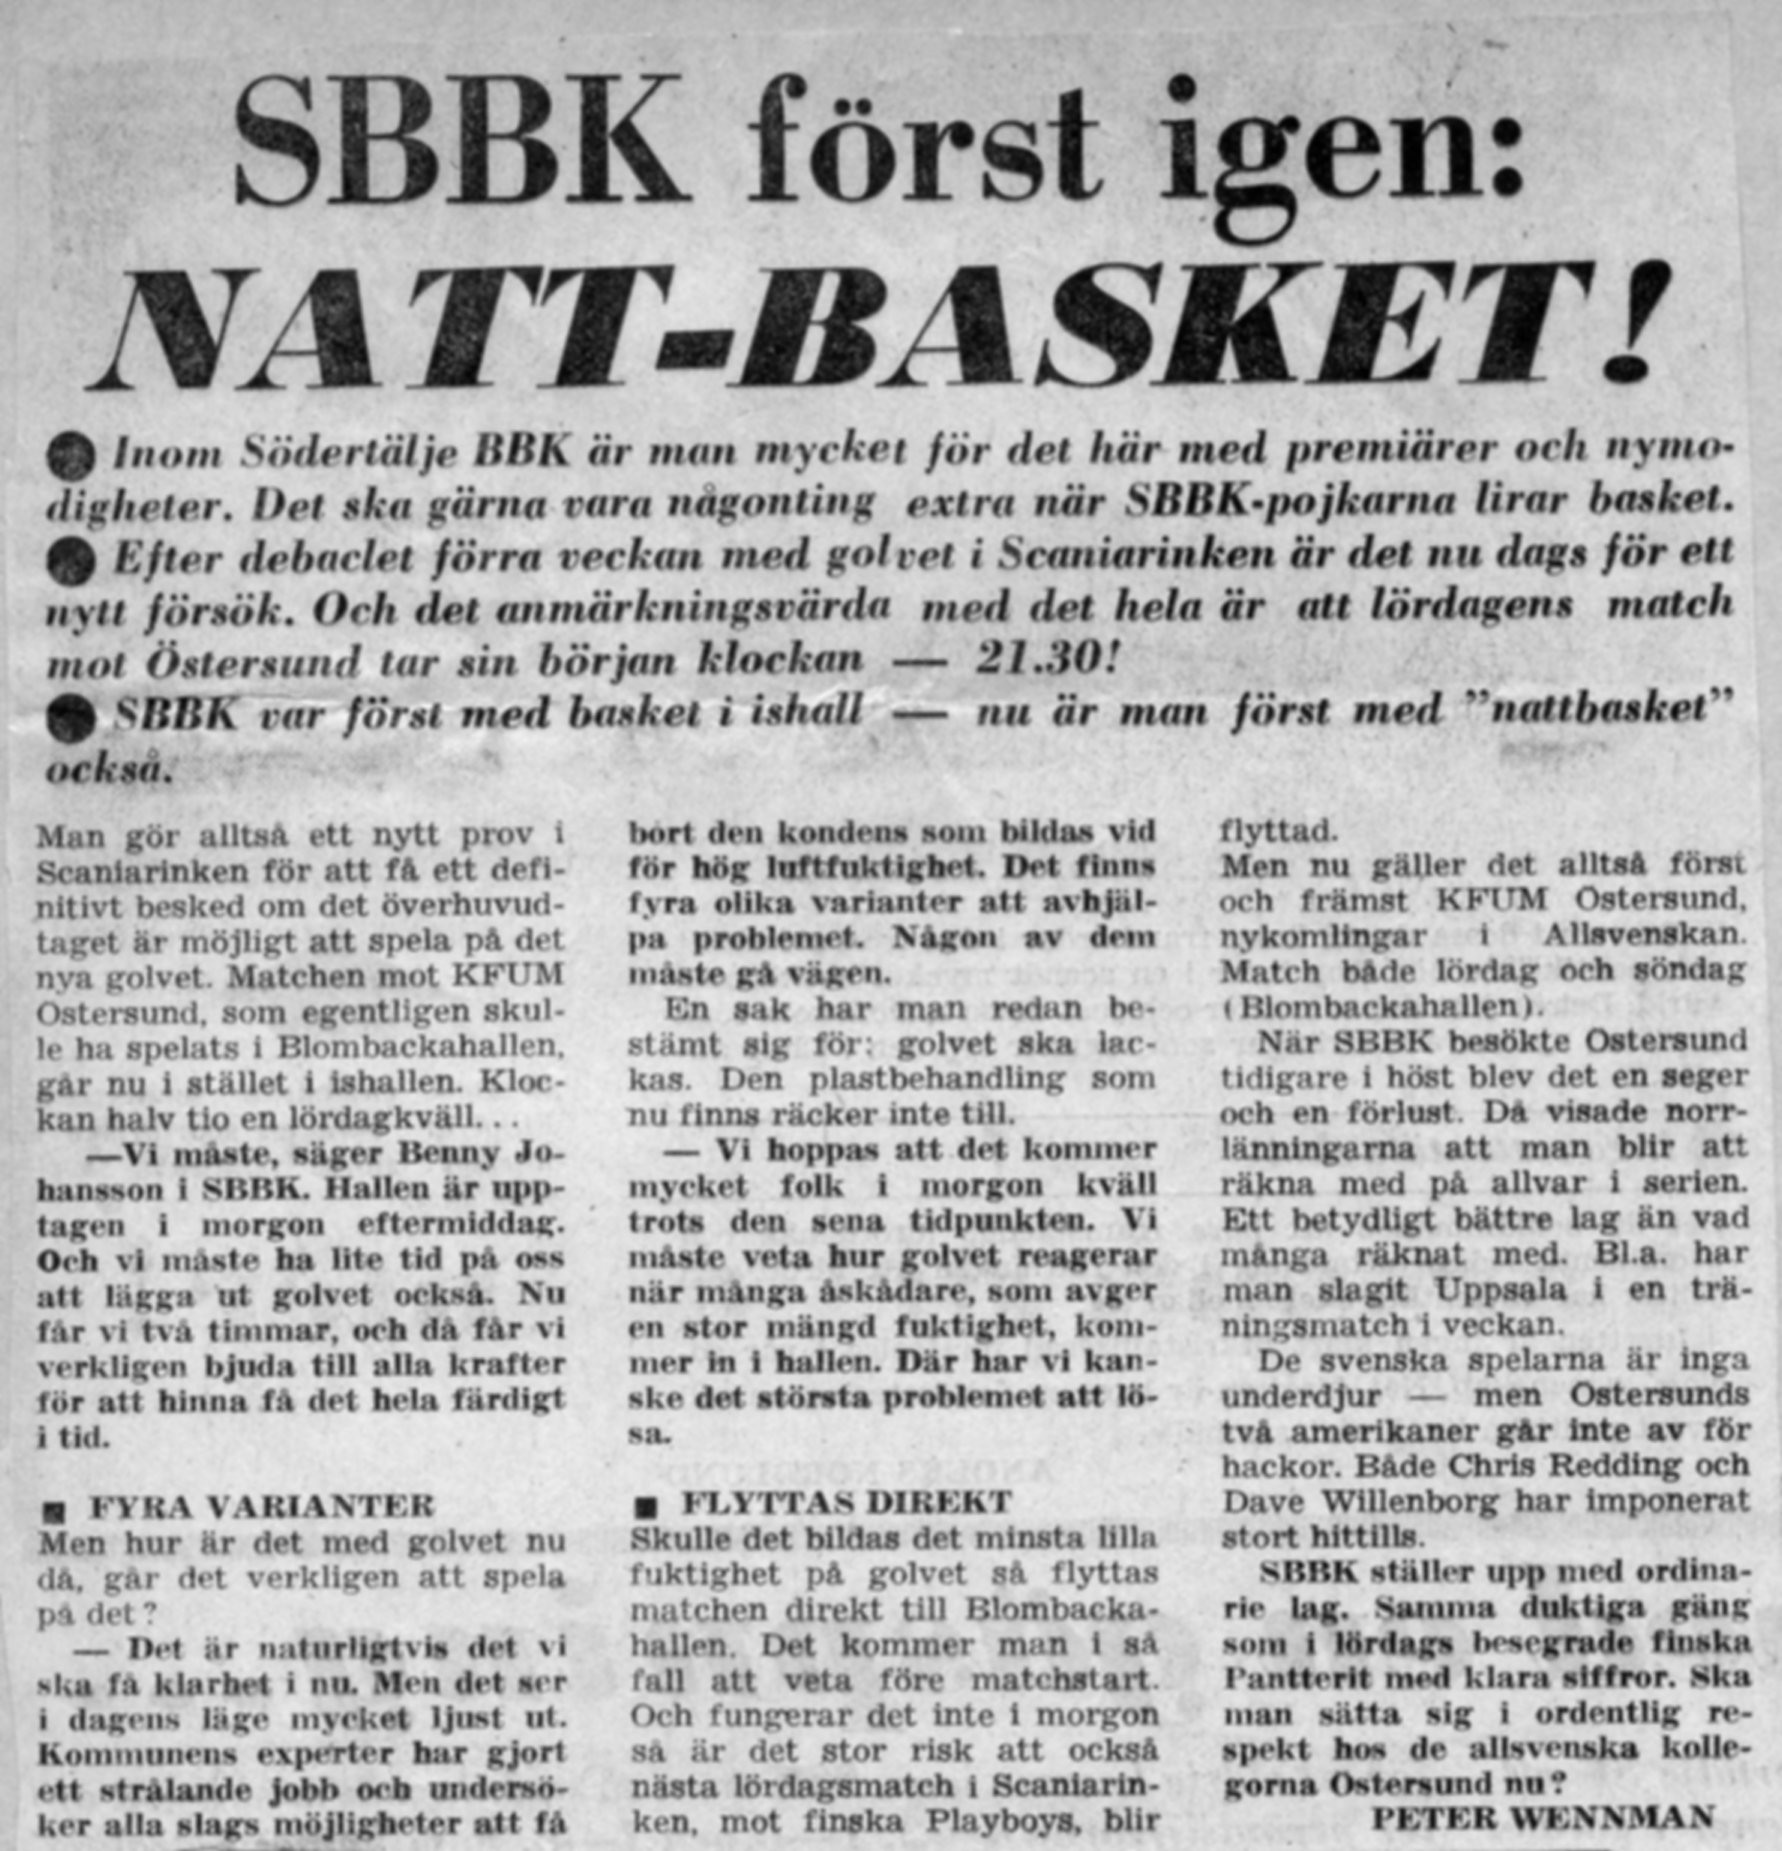 SBBK först igen:
NATT-BASKET!
● Inom Södertälje BBK är man mycket för det här med premiärer och nymo-
digheter. Det ska gärna vara någonting extra när SBBK-pojkarna lirar basket.
● Efter debaclet förra veckan med golvet i Scaniarinken är det nu dags för ett
nytt försök. Och det anmärkningsvärda med det hela är att lördagens match
mot Östersund tar sin början klockan — 21.30!
● SBBK var först med basket i ishall — nu är man först med ”nattbasket”
också.
Man gör alltså ett nytt prov i
Scaniarinken för att få ett defi-
nitivt besked om det överhuvud-
taget är möjligt att spela på det
nya golvet. Matchen mot KFUM
Ostersund, som egentligen skul-
le ha spelats i Blombackahallen,
går nu i stället i ishallen. Kloc-
kan halv tio en lördagkväll...
—Vi måste, säger Benny Jo-
hansson i SBBK. Hallen är upp-
tagen i morgon eftermiddag.
Och vi måste ha lite tid på oss
att lägga ut golvet också. Nu
får vi två timmar, och då får vi
verkligen bjuda till alla krafter
för att hinna få det hela färdigt
i tid.
■ FYRA VARIANTER
Men hur är det med golvet nu
då, går det verkligen att spela
på det?
— Det är naturligtvis det vi
ska få klarhet i nu. Men det ser
i dagens läge mycket ljust ut.
Kommunens experter har gjort
ett strålande jobb och undersö-
ker alla slags möjligheter att få
bort den kondens som bildas vid
för hög luftfuktighet. Det finns
fyra olika varianter att avhjäl-
pa problemet. Någon av dem
måste gå vägen.
En sak har man redan be-
stämt sig för: golvet ska lac-
kas. Den plastbehandling som
nu finns räcker inte till.
— Vi hoppas att det kommer
mycket folk i morgon kväll
trots den sena tidpunkten. Vi
måste veta hur golvet reagerar
när många åskådare, som avger
en stor mängd fuktighet, kom-
mer in i hallen. Där har vi kan-
ske det största problemet att lö-
sa.
■ FLYTTAS DIREKT
Skulle det bildas det minsta lilla
fuktighet på golvet så flyttas
matchen direkt till Blombacka-
hallen. Det kommer man i så
fall att veta före matchstart.
Och fungerar det inte i morgon
så är det stor risk att också
nästa lördagsmatch i Scaniarin-
ken, mot finska Playboys, blir
flyttad.
Men nu gäller det alltså först
och främst KFUM Ostersund,
nykomlingar i Allsvenskan.
Match både lördag och söndag
(Blombackahallen).
När SBBK besökte Ostersund
tidigare i höst blev det en seger
och en förlust. Då visade norr-
länningarna att man blir att
räkna med på allvar i serien.
Ett betydligt bättre lag än vad
många räknat med. Bl.a. har
man slagit Uppsala i en trä-
ningsmatch i veckan.
De svenska spelarna är inga
underdjur — men Ostersunds
två amerikaner går inte av för
hackor. Både Chris Redding och
Dave Willenborg har imponerat
stort hittills.
SBBK ställer upp med ordina-
rie lag. Samma duktiga gäng
som i lördags besegrade finska
Pantterit med klara siffror. Ska
man sätta sig i ordentlig re-
spekt hos de allsvenska kolle-
gorna Ostersund nu?
PETER WENNMAN